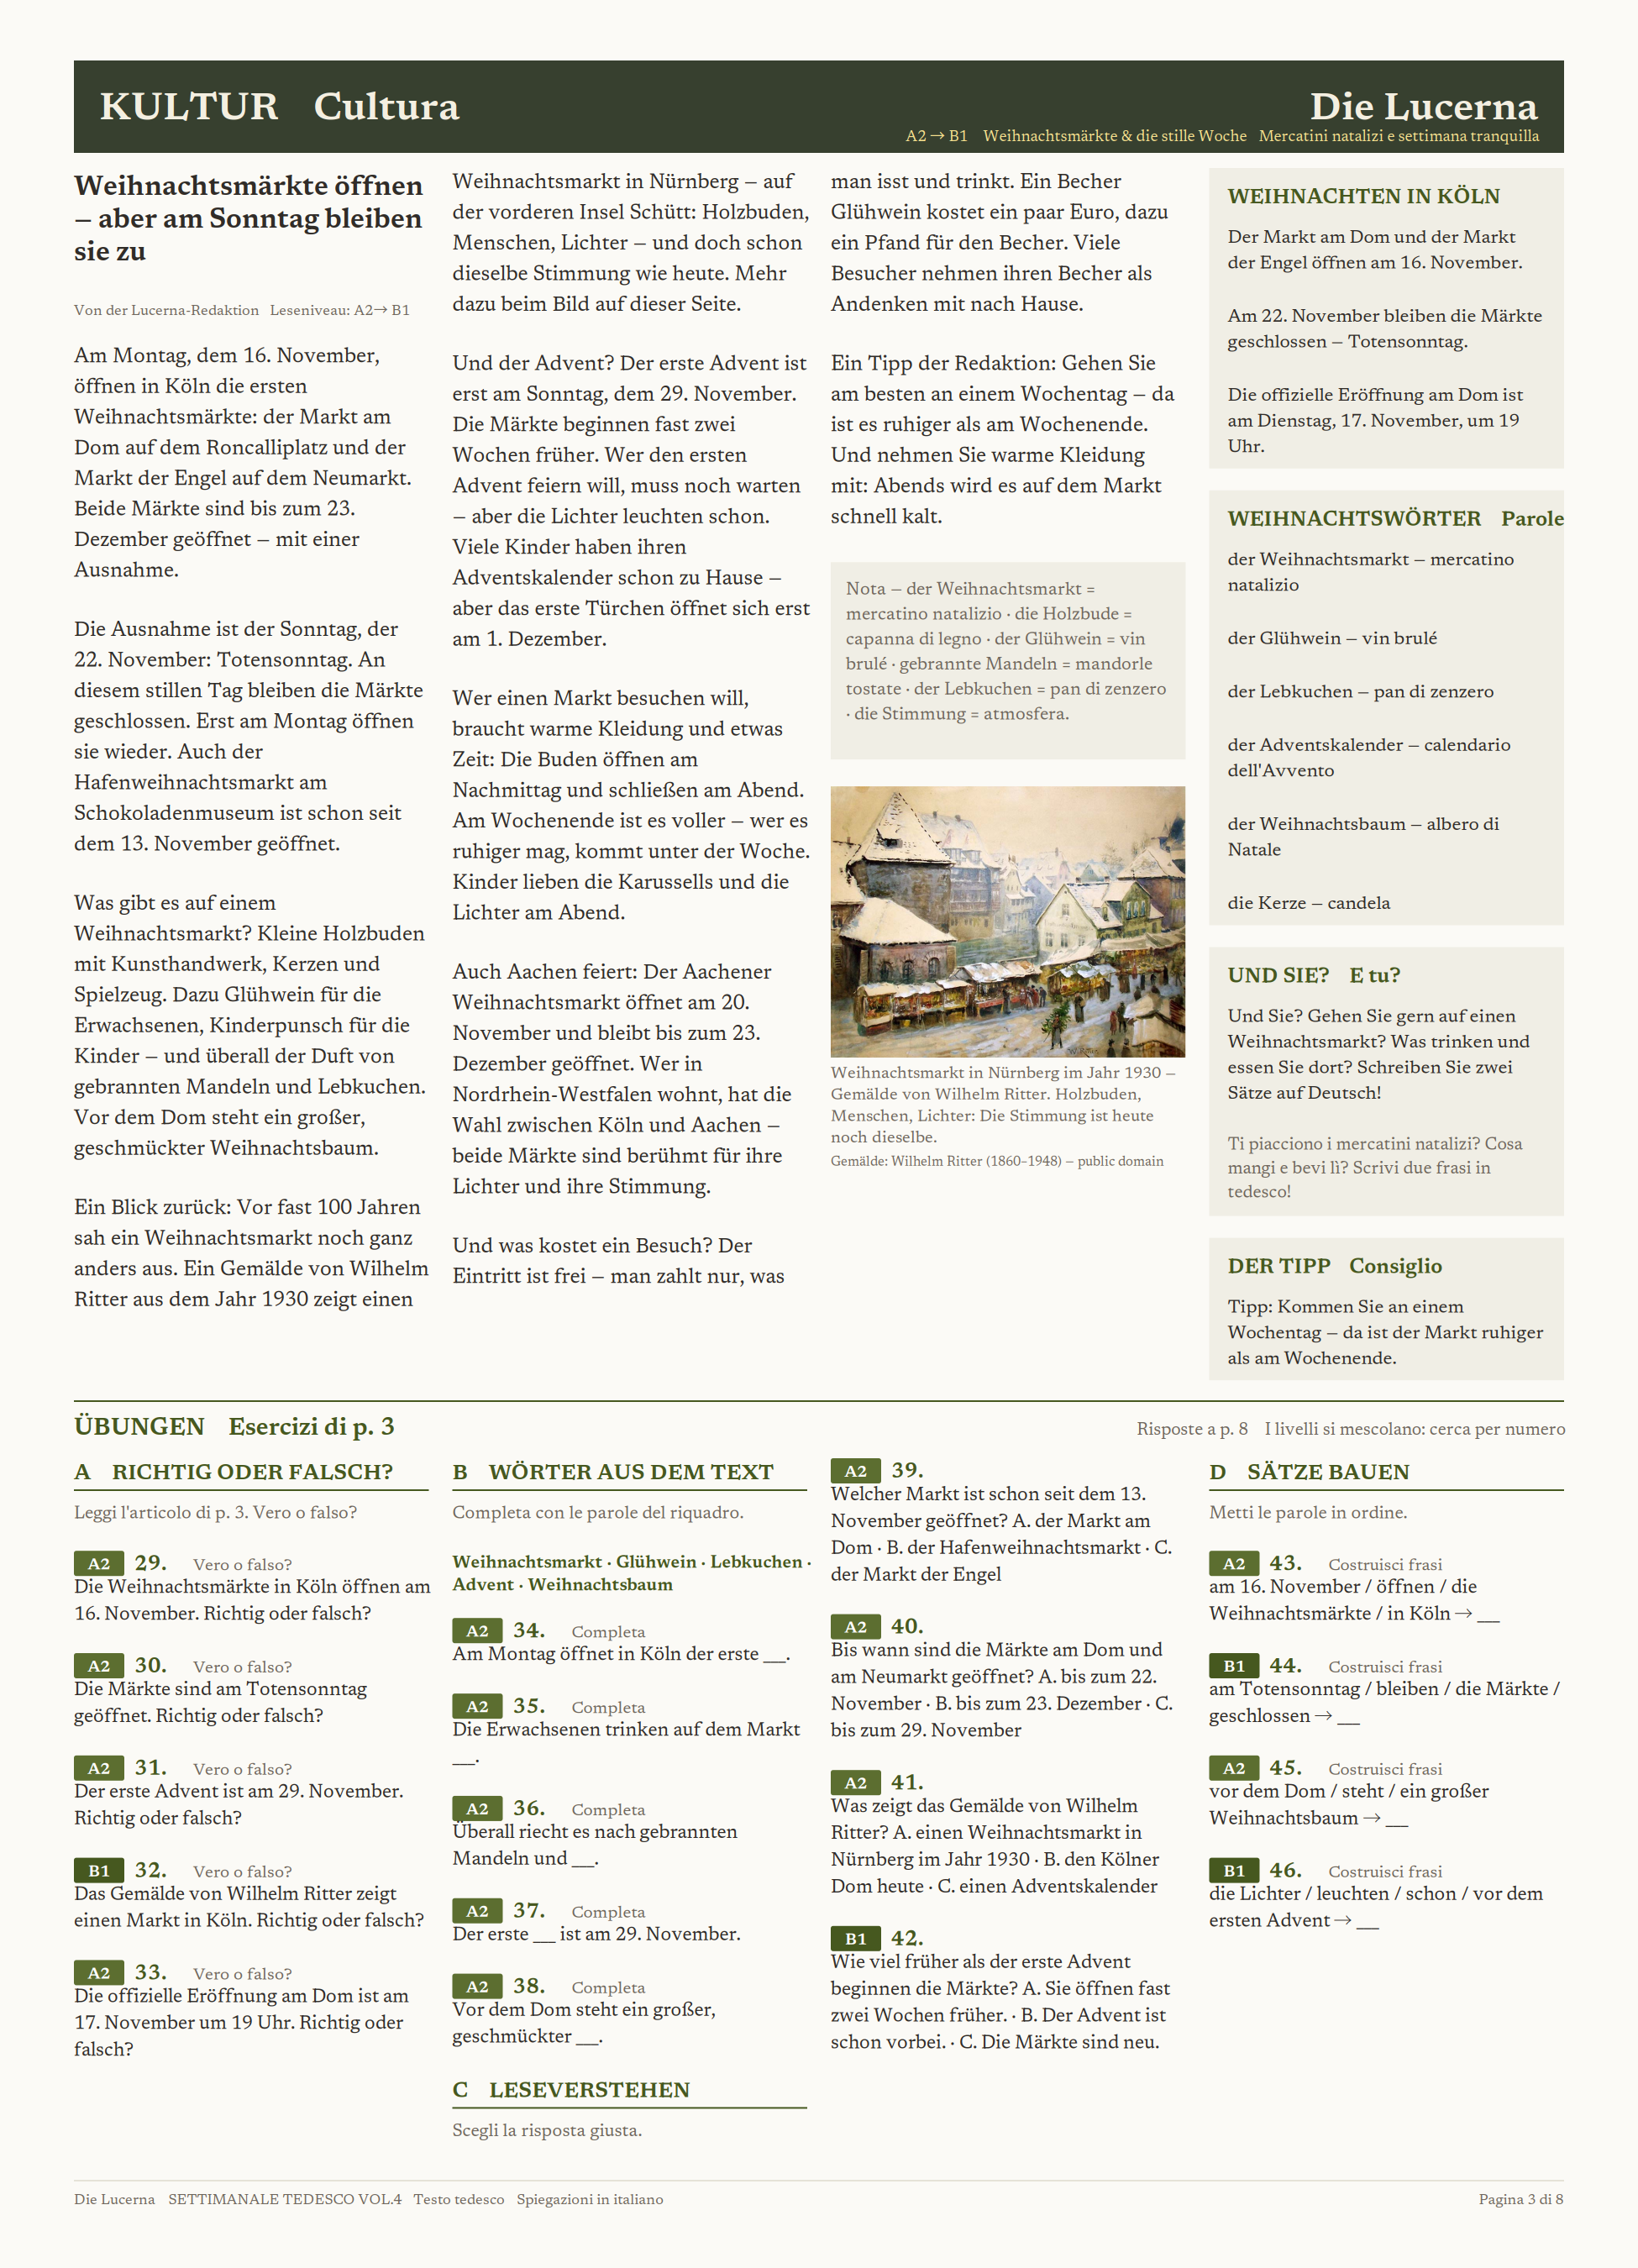 KULTUR Cultura
Die Lucerna
A2 → B1 Weihnachtsmärkte & die stille Woche Mercatini natalizi e settimana tranquilla
Weihnachtsmärkte öffnen
– aber am Sonntag bleiben
sie zu
Von der Lucerna-Redaktion Leseniveau: A2→ B1
Am Montag, dem 16. November,
öffnen in Köln die ersten
Weihnachtsmärkte: der Markt am
Dom auf dem Roncalliplatz und der
Markt der Engel auf dem Neumarkt.
Beide Märkte sind bis zum 23.
Dezember geöffnet – mit einer
Ausnahme.
Die Ausnahme ist der Sonntag, der
22. November: Totensonntag. An
diesem stillen Tag bleiben die Märkte
geschlossen. Erst am Montag öffnen
sie wieder. Auch der
Hafenweihnachtsmarkt am
Schokoladenmuseum ist schon seit
dem 13. November geöffnet.
Was gibt es auf einem
Weihnachtsmarkt? Kleine Holzbuden
mit Kunsthandwerk, Kerzen und
Spielzeug. Dazu Glühwein für die
Erwachsenen, Kinderpunsch für die
Kinder – und überall der Duft von
gebrannten Mandeln und Lebkuchen.
Vor dem Dom steht ein großer,
geschmückter Weihnachtsbaum.
Ein Blick zurück: Vor fast 100 Jahren
sah ein Weihnachtsmarkt noch ganz
anders aus. Ein Gemälde von Wilhelm
Ritter aus dem Jahr 1930 zeigt einen
Weihnachtsmarkt in Nürnberg – auf
der vorderen Insel Schütt: Holzbuden,
Menschen, Lichter – und doch schon
dieselbe Stimmung wie heute. Mehr
dazu beim Bild auf dieser Seite.
Und der Advent? Der erste Advent ist
erst am Sonntag, dem 29. November.
Die Märkte beginnen fast zwei
Wochen früher. Wer den ersten
Advent feiern will, muss noch warten
– aber die Lichter leuchten schon.
Viele Kinder haben ihren
Adventskalender schon zu Hause –
aber das erste Türchen öffnet sich erst
am 1. Dezember.
Wer einen Markt besuchen will,
braucht warme Kleidung und etwas
Zeit: Die Buden öffnen am
Nachmittag und schließen am Abend.
Am Wochenende ist es voller – wer es
ruhiger mag, kommt unter der Woche.
Kinder lieben die Karussells und die
Lichter am Abend.
Auch Aachen feiert: Der Aachener
Weihnachtsmarkt öffnet am 20.
November und bleibt bis zum 23.
Dezember geöffnet. Wer in
Nordrhein-Westfalen wohnt, hat die
Wahl zwischen Köln und Aachen –
beide Märkte sind berühmt für ihre
Lichter und ihre Stimmung.
Und was kostet ein Besuch? Der
Eintritt ist frei – man zahlt nur, was
man isst und trinkt. Ein Becher
Glühwein kostet ein paar Euro, dazu
ein Pfand für den Becher. Viele
Besucher nehmen ihren Becher als
Andenken mit nach Hause.
Ein Tipp der Redaktion: Gehen Sie
am besten an einem Wochentag – da
ist es ruhiger als am Wochenende.
Und nehmen Sie warme Kleidung
mit: Abends wird es auf dem Markt
schnell kalt.
Nota – der Weihnachtsmarkt =
mercatino natalizio · die Holzbude =
capanna di legno · der Glühwein = vin
brulé · gebrannte Mandeln = mandorle
tostate · der Lebkuchen = pan di zenzero
· die Stimmung = atmosfera.
Weihnachtsmarkt in Nürnberg im Jahr 1930 –
Gemälde von Wilhelm Ritter. Holzbuden,
Menschen, Lichter: Die Stimmung ist heute
noch dieselbe.
Gemälde: Wilhelm Ritter (1860–1948) – public domain
WEIHNACHTEN IN KÖLN
Der Markt am Dom und der Markt
der Engel öffnen am 16. November.
Am 22. November bleiben die Märkte
geschlossen – Totensonntag.
Die offizielle Eröffnung am Dom ist
am Dienstag, 17. November, um 19
Uhr.
WEIHNACHTSWÖRTER Parole
der Weihnachtsmarkt – mercatino
natalizio
der Glühwein – vin brulé
der Lebkuchen – pan di zenzero
der Adventskalender – calendario
dell'Avvento
der Weihnachtsbaum – albero di
Natale
die Kerze – candela
UND SIE? E tu?
Und Sie? Gehen Sie gern auf einen
Weihnachtsmarkt? Was trinken und
essen Sie dort? Schreiben Sie zwei
Sätze auf Deutsch!
Ti piacciono i mercatini natalizi? Cosa
mangi e bevi lì? Scrivi due frasi in
tedesco!
DER TIPP Consiglio
Tipp: Kommen Sie an einem
Wochentag – da ist der Markt ruhiger
als am Wochenende.
ÜBUNGEN Esercizi di p. 3
Risposte a p. 8 I livelli si mescolano: cerca per numero
A RICHTIG ODER FALSCH?
Leggi l'articolo di p. 3. Vero o falso?
A2 29. Vero o falso?
Die Weihnachtsmärkte in Köln öffnen am
16. November. Richtig oder falsch?
A2 30. Vero o falso?
Die Märkte sind am Totensonntag
geöffnet. Richtig oder falsch?
A2 31. Vero o falso?
Der erste Advent ist am 29. November.
Richtig oder falsch?
B1 32. Vero o falso?
Das Gemälde von Wilhelm Ritter zeigt
einen Markt in Köln. Richtig oder falsch?
A2 33. Vero o falso?
Die offizielle Eröffnung am Dom ist am
17. November um 19 Uhr. Richtig oder
falsch?
B WÖRTER AUS DEM TEXT
Completa con le parole del riquadro.
Weihnachtsmarkt · Glühwein · Lebkuchen ·
Advent · Weihnachtsbaum
A2 34. Completa
Am Montag öffnet in Köln der erste ___.
A2 35. Completa
Die Erwachsenen trinken auf dem Markt
___.
A2 36. Completa
Überall riecht es nach gebrannten
Mandeln und ___.
A2 37. Completa
Der erste ___ ist am 29. November.
A2 38. Completa
Vor dem Dom steht ein großer,
geschmückter ___.
C LESEVERSTEHEN
Scegli la risposta giusta.
A2 39.
Welcher Markt ist schon seit dem 13.
November geöffnet? A. der Markt am
Dom · B. der Hafenweihnachtsmarkt · C.
der Markt der Engel
A2 40.
Bis wann sind die Märkte am Dom und
am Neumarkt geöffnet? A. bis zum 22.
November · B. bis zum 23. Dezember · C.
bis zum 29. November
A2 41.
Was zeigt das Gemälde von Wilhelm
Ritter? A. einen Weihnachtsmarkt in
Nürnberg im Jahr 1930 · B. den Kölner
Dom heute · C. einen Adventskalender
B1 42.
Wie viel früher als der erste Advent
beginnen die Märkte? A. Sie öffnen fast
zwei Wochen früher. · B. Der Advent ist
schon vorbei. · C. Die Märkte sind neu.
D SÄTZE BAUEN
Metti le parole in ordine.
A2 43. Costruisci frasi
am 16. November / öffnen / die
Weihnachtsmärkte / in Köln → ___
B1 44. Costruisci frasi
am Totensonntag / bleiben / die Märkte /
geschlossen → ___
A2 45. Costruisci frasi
vor dem Dom / steht / ein großer
Weihnachtsbaum → ___
B1 46. Costruisci frasi
die Lichter / leuchten / schon / vor dem
ersten Advent → ___
Die Lucerna SETTIMANALE TEDESCO VOL.4 Testo tedesco Spiegazioni in italiano
Pagina 3 di 8